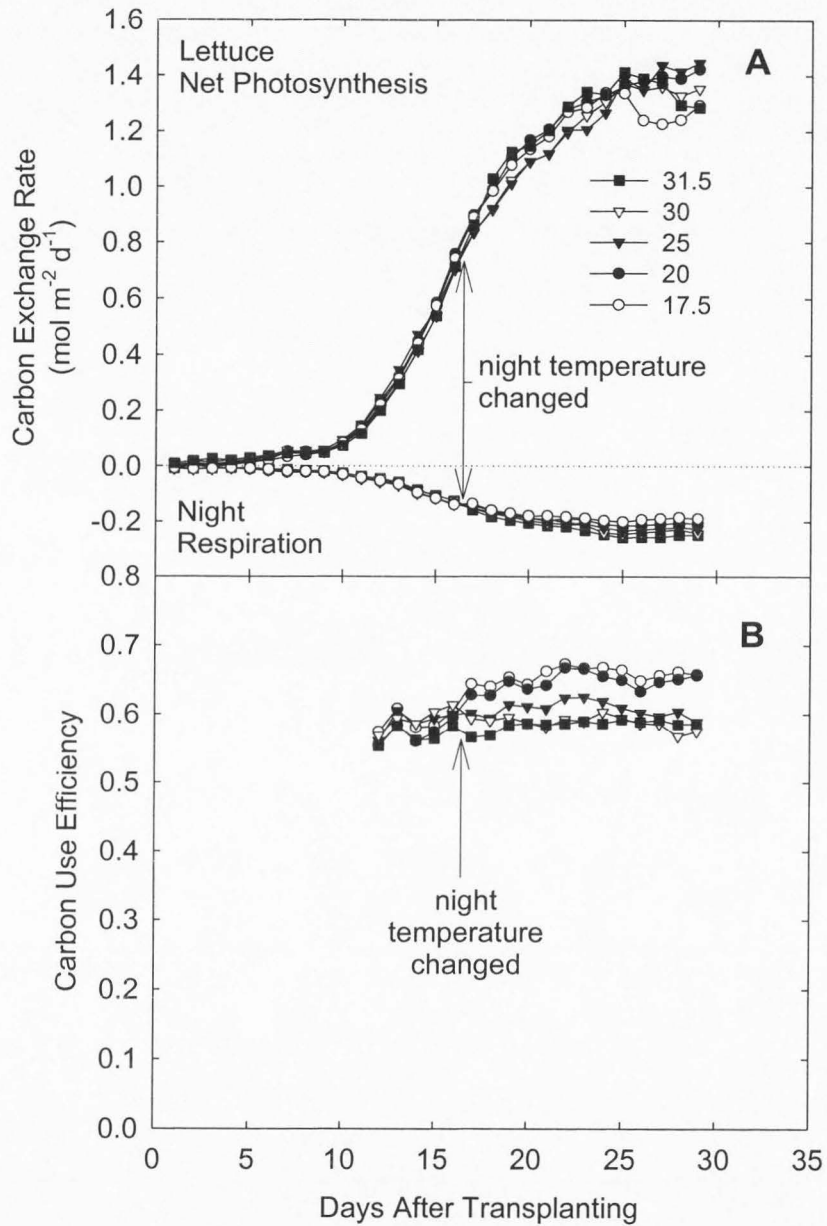 Lettuce
Net Photosynthesis
A
Carbon Exchange Rate
(mol m⁻² d⁻¹)
1.6
1.4
1.2
1.0
0.8
0.6
0.4
0.2
0.0
-0.2
31.5
30
25
20
17.5
night temperature
changed
Night
Respiration
B
Carbon Use Efficiency
0.8
0.7
0.6
0.5
0.4
0.3
0.2
0.1
0.0
night
temperature
changed
0 5 10 15 20 25 30 35
Days After Transplanting